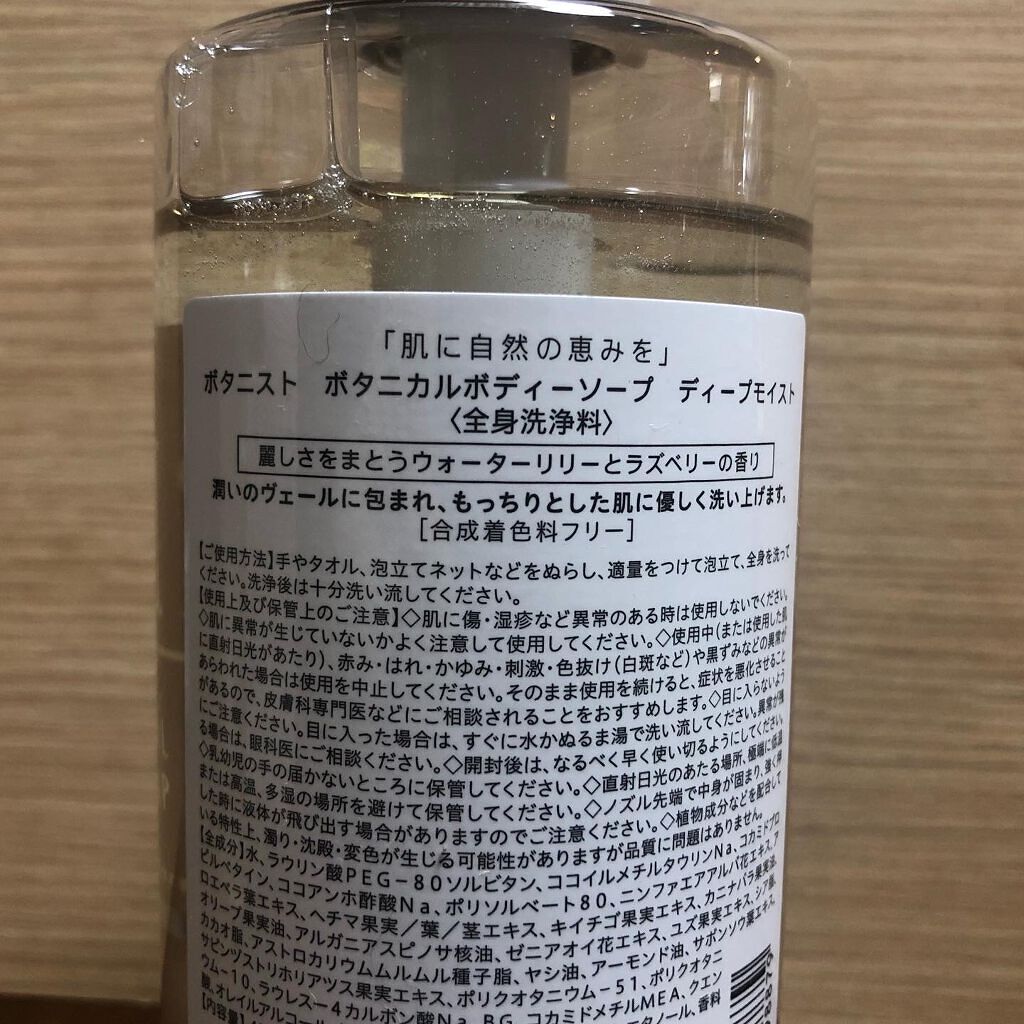 「肌に自然の恵みを」
ボタニスト　ボタニカルボディーソープ　ディープモイスト
〈全身洗浄料〉
麗しさをまとうウォーターリリーとラズベリーの香り
潤いのヴェールに包まれ、もっちりとした肌に優しく洗い上げます。
［合成着色料フリー］
【ご使用方法】手やタオル、泡立てネットなどをぬらし、適量をつけて泡立て、全身を洗って
ください。洗浄後は十分洗い流してください。
【使用上及び保管上のご注意】◇肌に傷・湿疹など異常のある時は使用しないでください。
◇肌に異常が生じていないかよく注意して使用してください。◇使用中（または使用した肌
に直射日光があたり）、赤み・はれ・かゆみ・刺激・色抜け（白斑など）や黒ずみなどの異常が
あらわれた場合は使用を中止してください。そのまま使用を続けると、症状を悪化させること
があるので、皮膚科専門医などにご相談されることをおすすめします。◇目に入らないよう
にご注意ください。目に入った場合は、すぐに水かぬるま湯で洗い流してください。異常が残
る場合は、眼科医にご相談ください。◇開封後は、なるべく早く使い切るようにしてください。
◇乳幼児の手の届かないところに保管してください。◇直射日光のあたる場所、極端に低温
または高温、多湿の場所を避けて保管してください。◇ノズル先端で中身が固まり、強く押
した時に液体が飛び出す場合がありますのでご注意ください。◇植物成分などを配合して
いる特性上、濁り・沈殿・変色が生じる可能性がありますが品質に問題はありません。
【全成分】水、ラウリン酸PEG－80ソルビタン、ココイルメチルタウリンNa、コカミドプロ
ピルベタイン、ココアンホ酢酸Na、ポリソルベート80、ニンファエアアルバ花エキス、ア
ロエベラ葉エキス、ヘチマ果実／葉／茎エキス、キイチゴ果実エキス、カニナバラ果実油、
オリーブ果実油、アルガニアスピノサ核油、ゼニアオイ花エキス、ユズ果実エキス、シア脂、
カカオ脂、アストロカリウムムルムル種子脂、ヤシ油、アーモンド油、サボンソウ葉エキス、
サピンヅストリホリアツス果実エキス、ポリクオタニウム－51、ポリクオタニ
ウム－10、ラウレス－4カルボン酸Na、BG、コカミドメチルMEA、クエン
酸、オレイルアルコール、
タノール、香料
【内容量】